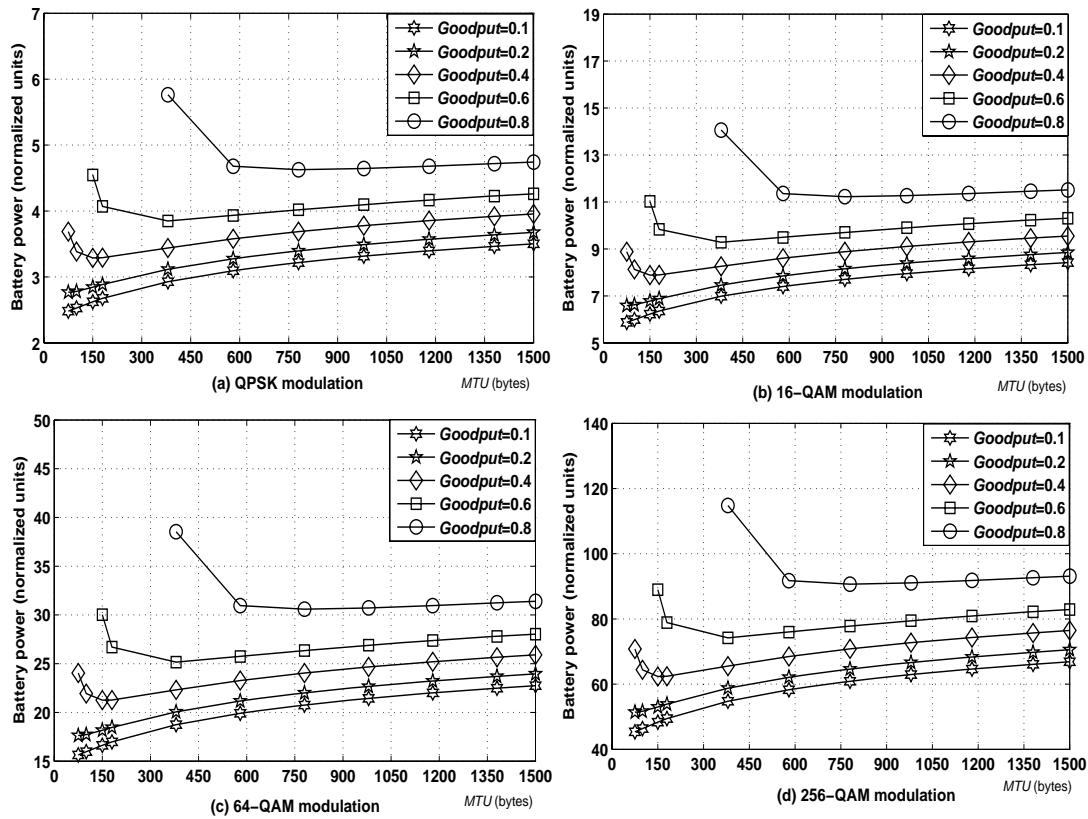 7
6
5
4
3
2
Battery power (normalized units)
0 150 300 450 600 750 900 1050 1200 1350 1500
Goodput=0.1
Goodput=0.2
Goodput=0.4
Goodput=0.6
Goodput=0.8
(a) QPSK modulation
MTU (bytes)
19
17
15
13
11
9
7
5
Battery power (normalized units)
0 150 300 450 600 750 900 1050 1200 1350 1500
Goodput=0.1
Goodput=0.2
Goodput=0.4
Goodput=0.6
Goodput=0.8
(b) 16−QAM modulation
MTU (bytes)
50
45
40
35
30
25
20
15
Battery power (normalized units)
0 150 300 450 600 750 900 1050 1200 1350 1500
Goodput=0.1
Goodput=0.2
Goodput=0.4
Goodput=0.6
Goodput=0.8
(c) 64−QAM modulation
MTU (bytes)
140
120
100
80
60
40
Battery power (normalized units)
0 150 300 450 600 750 900 1050 1200 1350 1500
Goodput=0.1
Goodput=0.2
Goodput=0.4
Goodput=0.6
Goodput=0.8
(d) 256−QAM modulation
MTU (bytes)